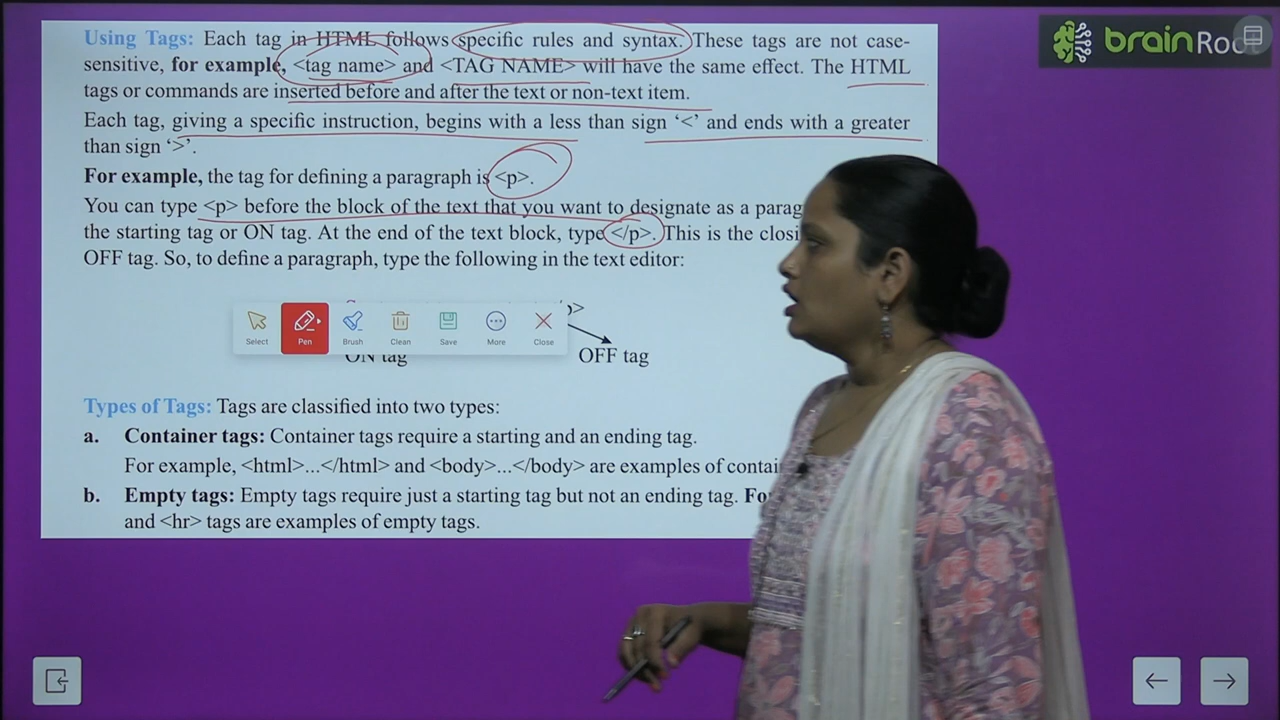 Using Tags: Each tag in HTML follows specific rules and syntax. These tags are not case-
sensitive, for example, <tag name> and <TAG NAME> will have the same effect. The HTML
tags or commands are inserted before and after the text or non-text item.
Each tag, giving a specific instruction, begins with a less than sign ‘<’ and ends with a greater
than sign ‘>’.
For example, the tag for defining a paragraph is <p>.
You can type <p> before the block of the text that you want to designate as a parag
the starting tag or ON tag. At the end of the text block, type </p>. This is the closi
OFF tag. So, to define a paragraph, type the following in the text editor:
p>
Select Pen Brush Clean Save More Close
ON tag OFF tag
Types of Tags: Tags are classified into two types:
a. Container tags: Container tags require a starting and an ending tag.
For example, <html>...</html> and <body>...</body> are examples of contai
b. Empty tags: Empty tags require just a starting tag but not an ending tag. Fo
and <hr> tags are examples of empty tags.
brain Roo